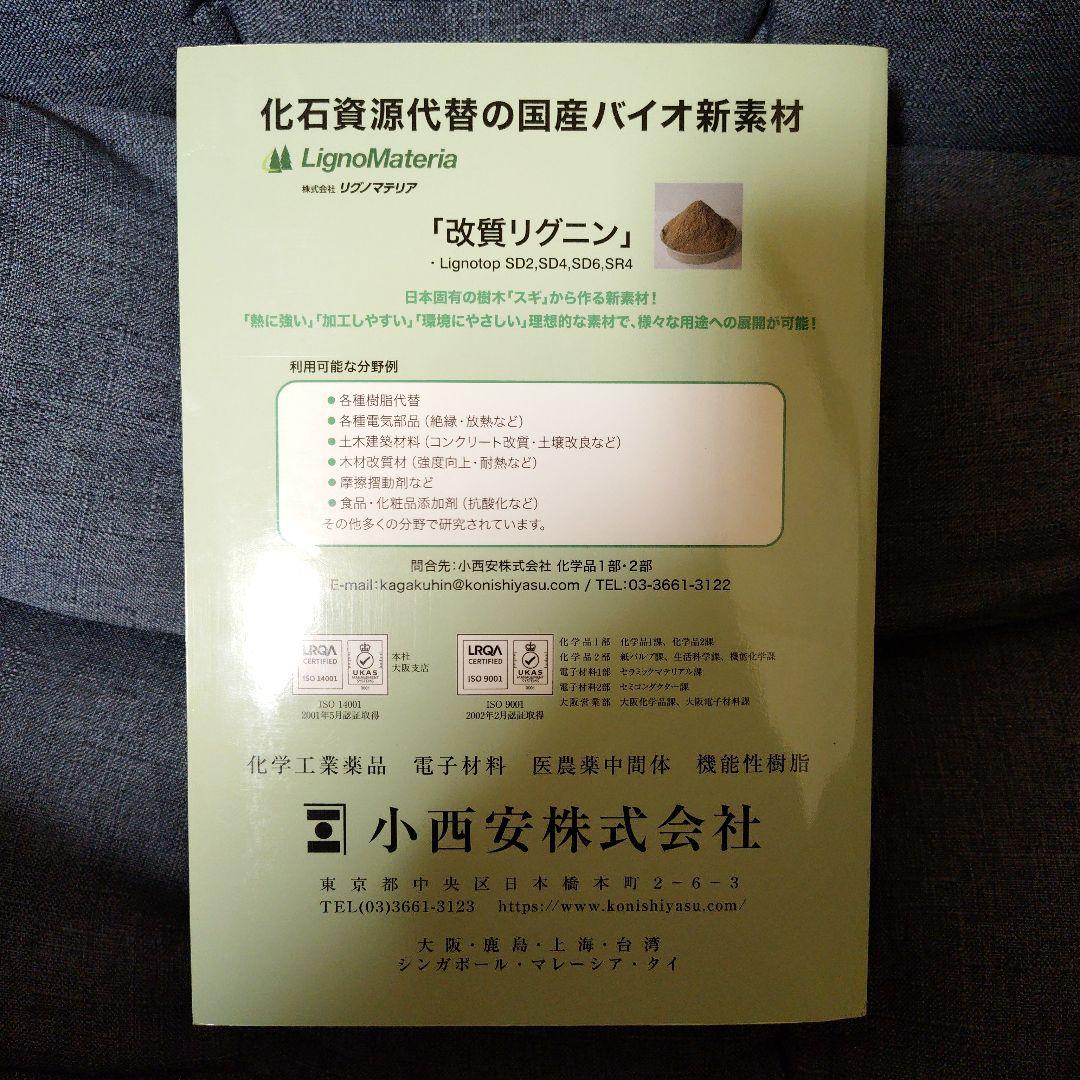 化石資源代替の国産バイオ新素材
LignoMateria
株式会社 リグノマテリア
「改質リグニン」
・Lignotop SD2,SD4,SD6,SR4
日本固有の樹木「スギ」から作る新素材！
「熱に強い」「加工しやすい」「環境にやさしい」理想的な素材で、様々な用途への展開が可能！
利用可能な分野例
●各種樹脂代替
●各種電気部品（絶縁・放熱など）
●土木建築材料（コンクリート改質・土壌改良など）
●木材改質材（強度向上・耐熱など）
●摩擦摺動剤など
●食品・化粧品添加剤（抗酸化など）
その他多くの分野で研究されています。
問合先：小西安株式会社 化学品1部・2部
E-mail：kagakuhin@konishiyasu.com / TEL：03-3661-3122
LRQA
CERTIFIED
ISO 14001
UKAS
MANAGEMENT
SYSTEMS
0001
本社
大阪支店
ISO 14001
2001年5月認証取得
LRQA
CERTIFIED
ISO 9001
UKAS
MANAGEMENT
SYSTEMS
0001
ISO 9001
2002年2月認証取得
化学品1部 化学品1課、化学品2課
化学品2部 紙パルプ課、生活科学課、機能化学課
電子材料1部 セラミックマテリアル課
電子材料2部 セミコンダクター課
大阪営業部 大阪化学品課、大阪電子材料課
化学工業薬品 電子材料 医農薬中間体 機能性樹脂
小西安株式会社
東京都中央区日本橋本町2-6-3
TEL(03)3661-3123 https://www.konishiyasu.com/
大阪・鹿島・上海・台湾
シンガポール・マレーシア・タイ